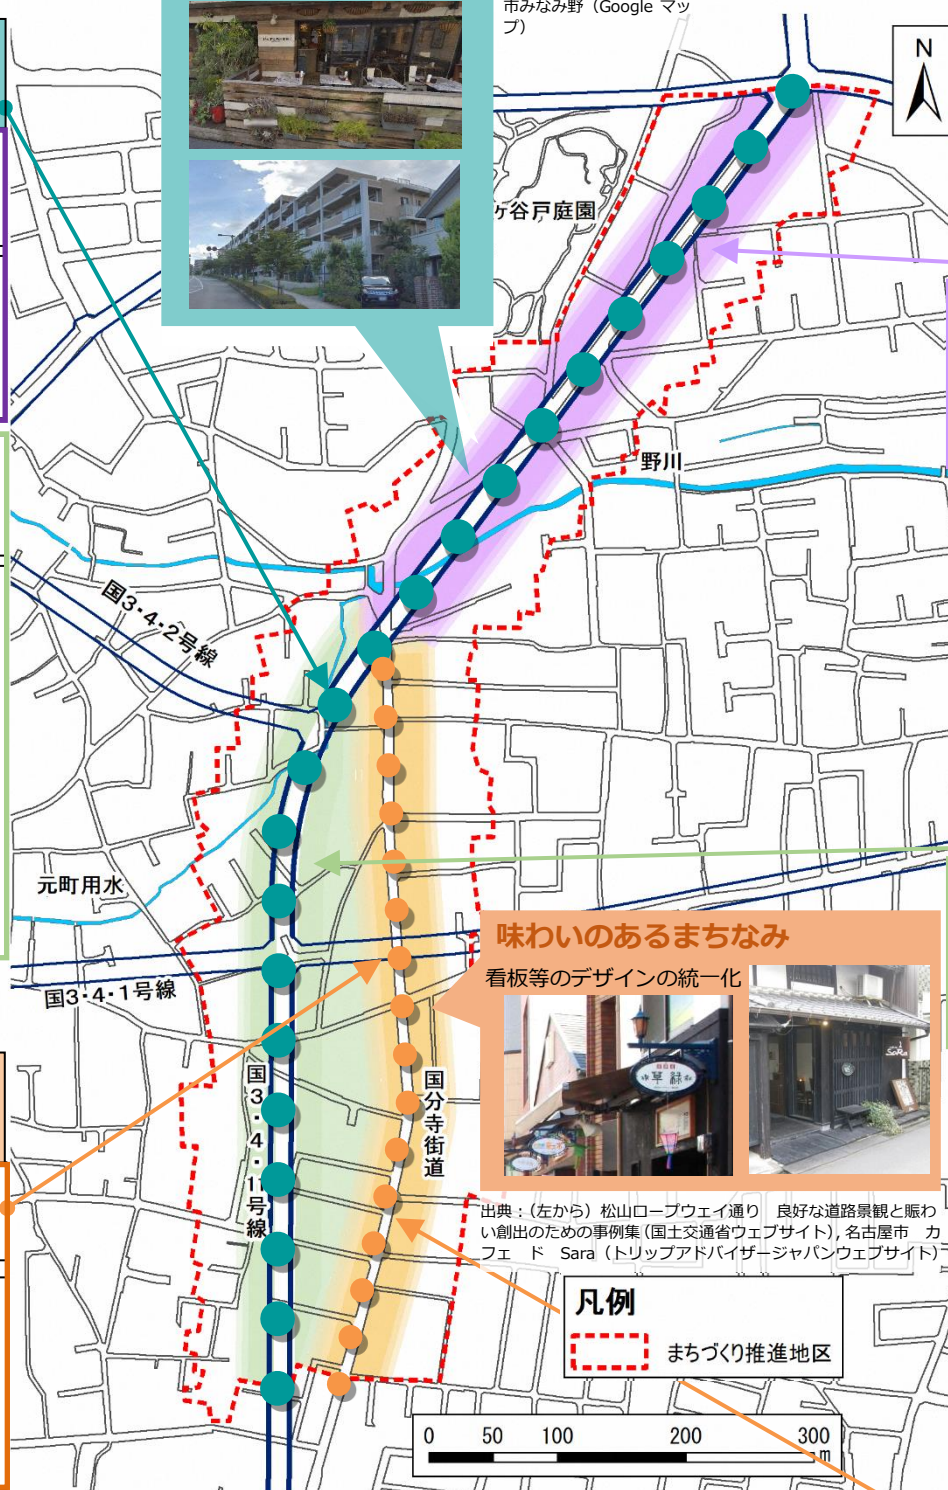 市みなみ野（Google マッ
プ）
N
ケ谷戸庭園
野川
国3・4・2号線
元町用水
国3・4・1号線
味わいのあるまちなみ
看板等のデザインの統一化
草緑
SoRa
国3・4・11号線
国分寺街道
出典：（左から）松山ロープウェイ通り　良好な道路景観と賑わ
い創出のための事例集（国土交通省ウェブサイト），名古屋市　カ
フェ　ド　Sara（トリップアドバイザージャパンウェブサイト）
凡例
まちづくり推進地区
0 50 100 200 300
m